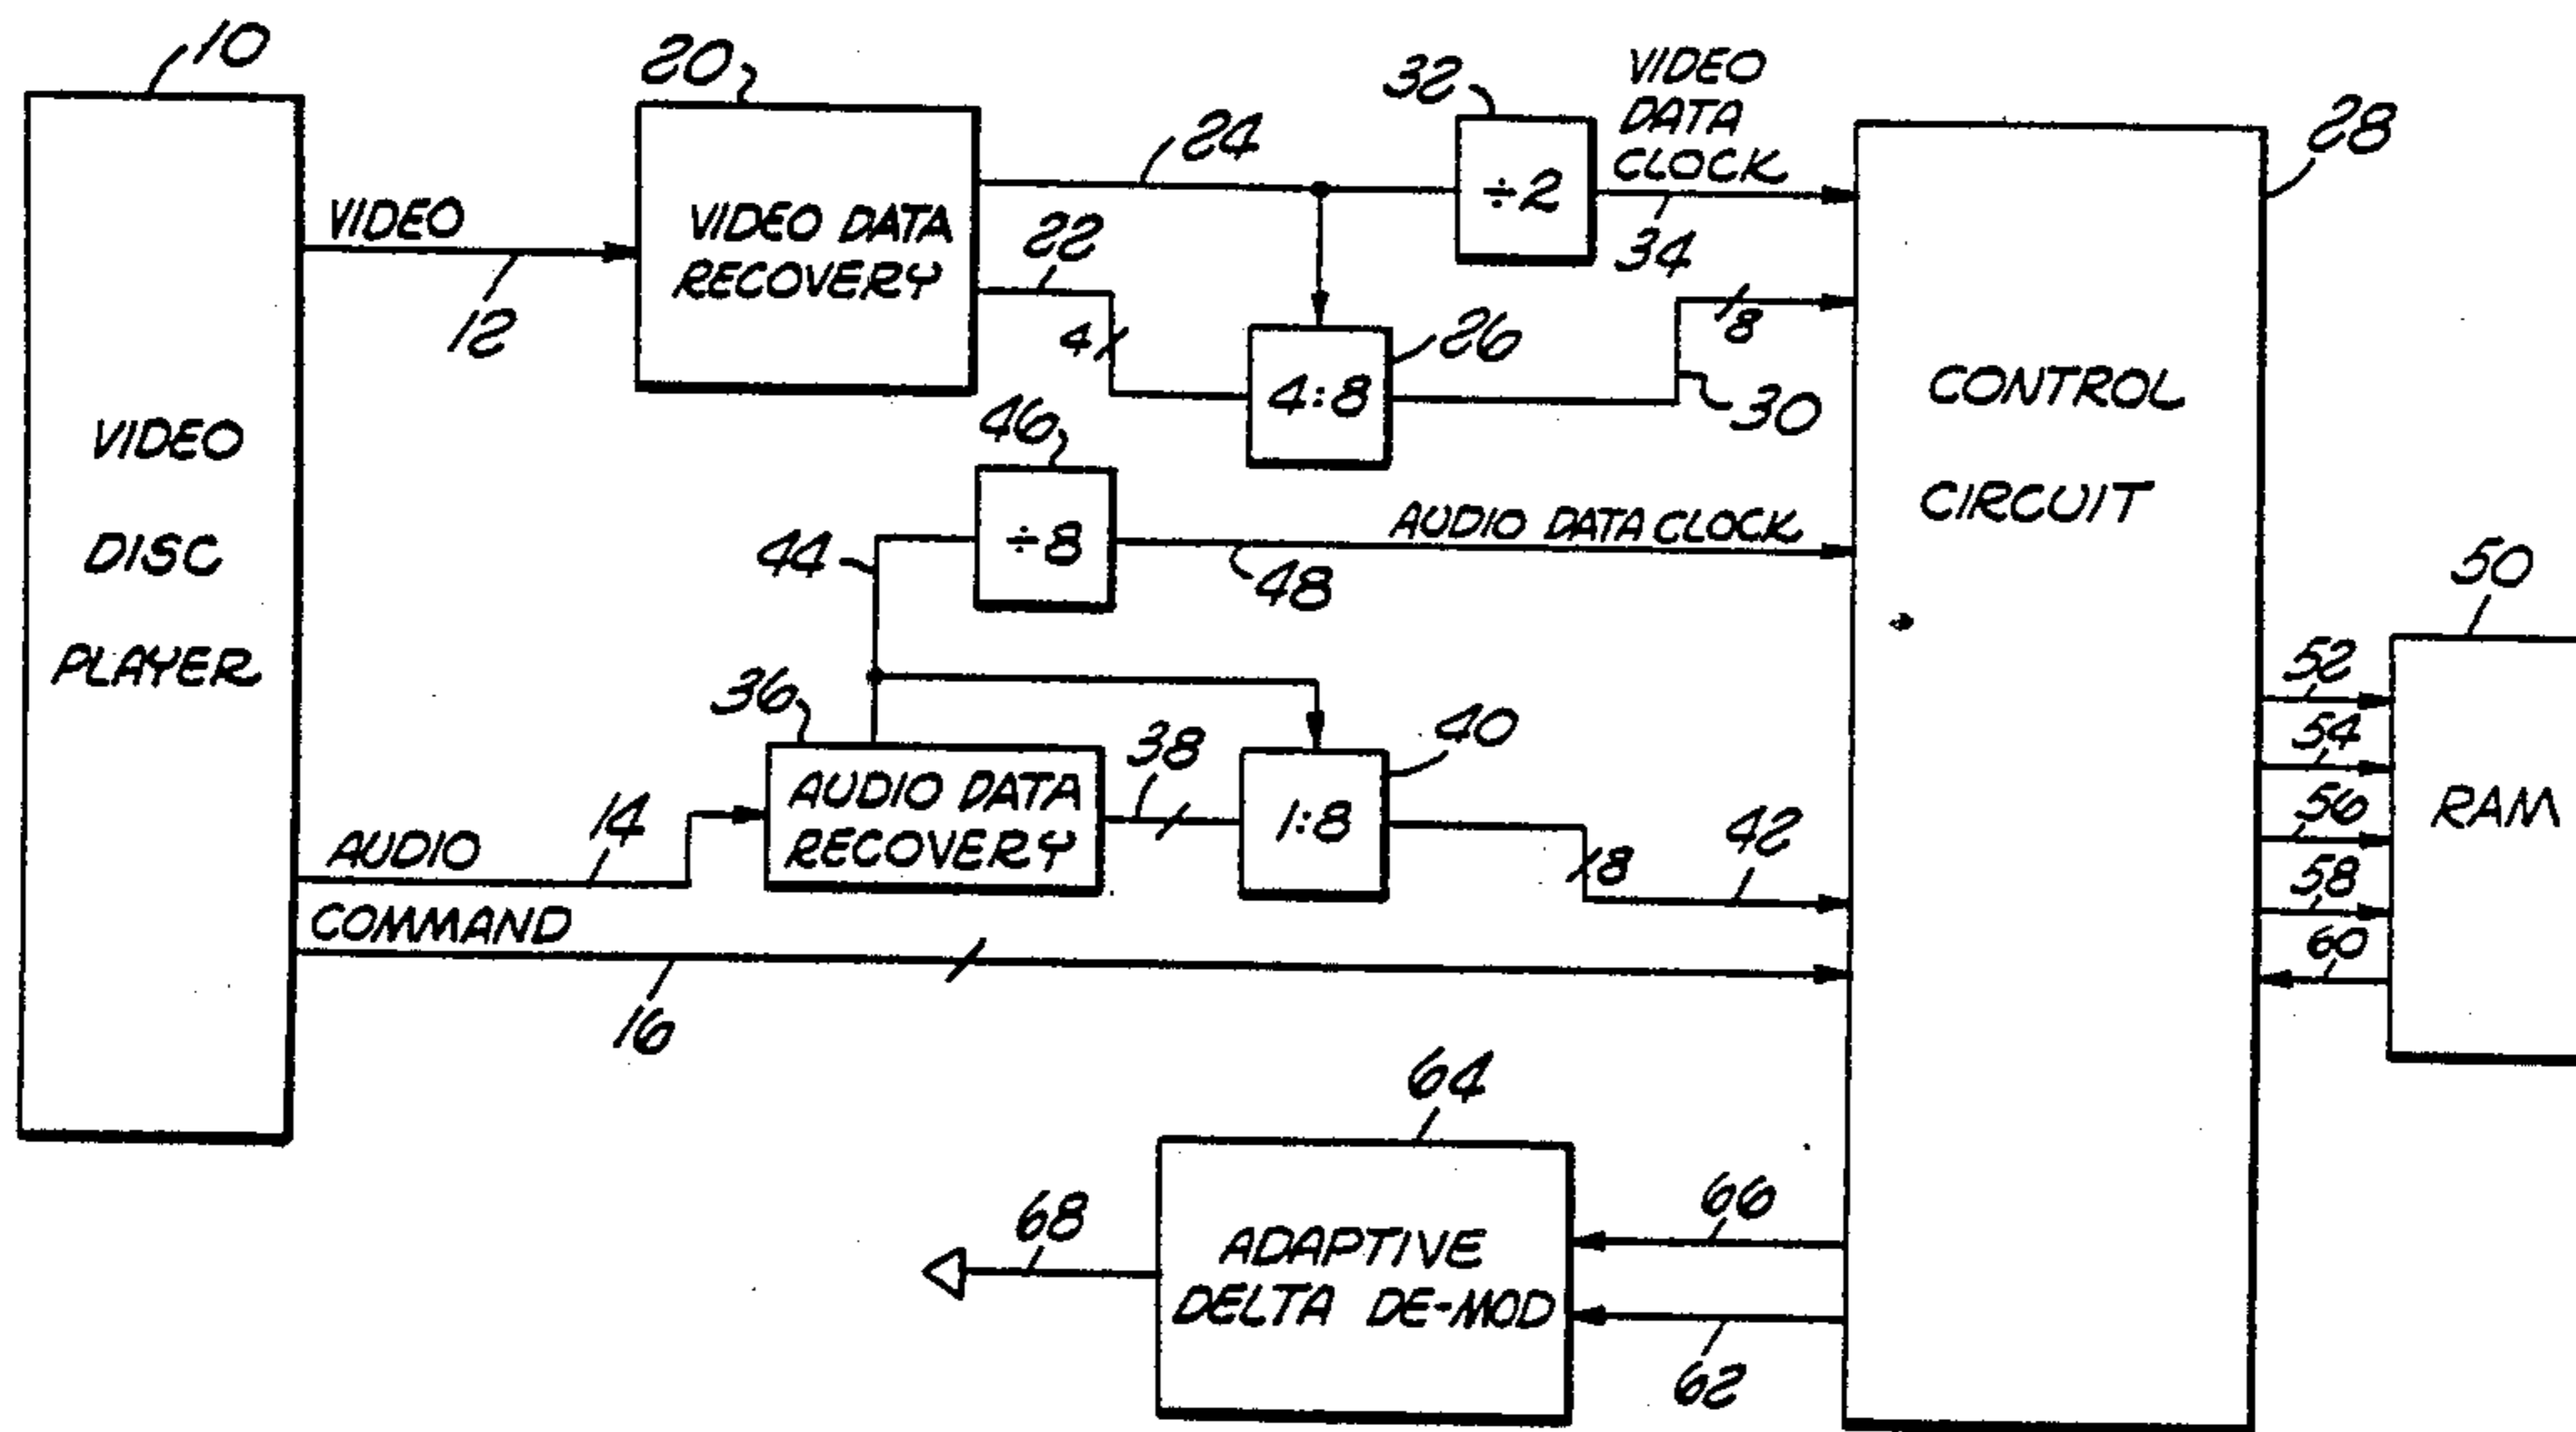 10
20
32
VIDEO
DATA
CLOCK
28
24
÷2
34
VIDEO
12
VIDEO DATA
RECOVERY
22
4
26
4:8
8
30
CONTROL
CIRCUIT
VIDEO
DISC
PLAYER
46
44
÷8
AUDIO DATA CLOCK
48
50
36
AUDIO DATA
RECOVERY
38
40
1:8
8
42
52
54
56
58
60
RAM
AUDIO
14
COMMAND
16
64
ADAPTIVE
DELTA DE-MOD
66
62
68